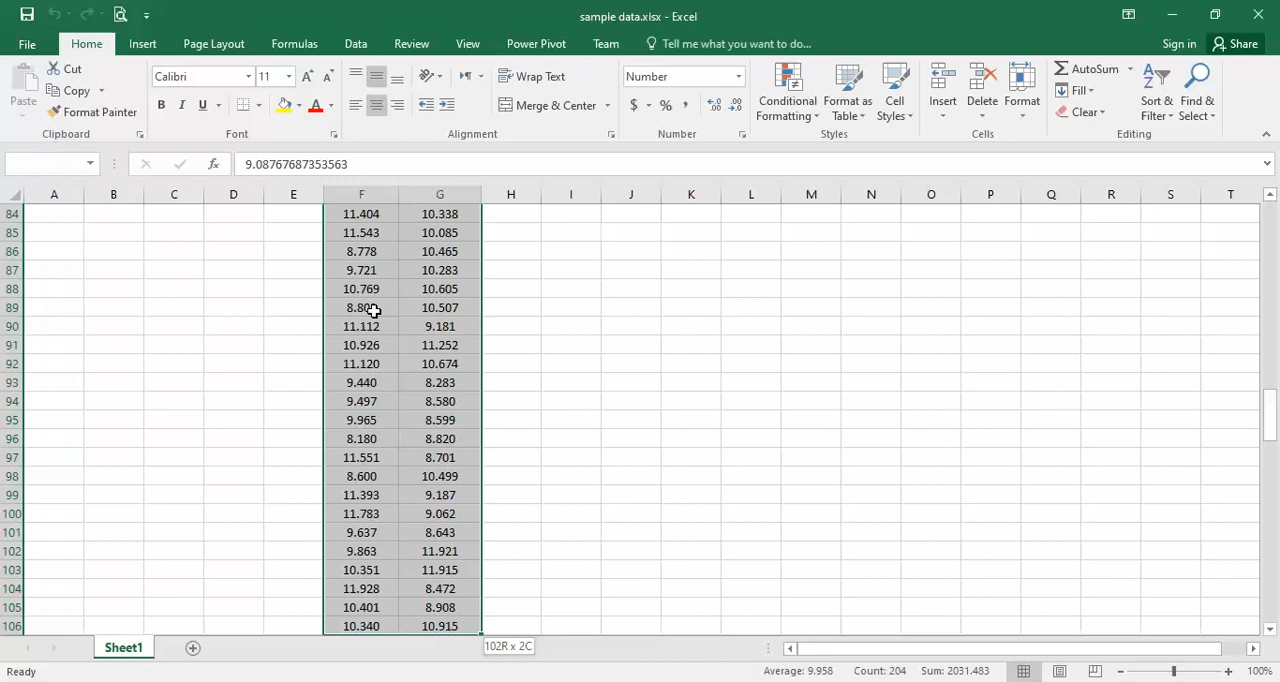 sample data.xlsx - Excel
File Home Insert Page Layout Formulas Data Review View Power Pivot Team Tell me what you want to do... Sign in Share
Paste Cut Copy Format Painter
Calibri 11
B I U
Wrap Text
Merge & Center
Number
$ % ,
Conditional Formatting Format as Table Cell Styles
Insert Delete Format
AutoSum Fill Clear
Sort & Filter Find & Select
Clipboard Font Alignment Number Styles Cells Editing
fx 9.08767687353563
A B C D E F G H I J K L M N O P Q R S T
84 11.404 10.338
85 11.543 10.085
86 8.778 10.465
87 9.721 10.283
88 10.769 10.605
89 10.507
90 11.112 9.181
91 10.926 11.252
92 11.120 10.674
93 9.440 8.283
94 9.497 8.580
95 9.965 8.599
96 8.180 8.820
97 11.551 8.701
98 8.600 10.499
99 11.393 9.187
100 11.783 9.062
101 9.637 8.643
102 9.863 11.921
103 10.351 11.915
104 11.928 8.472
105 10.401 8.908
106 10.340 10.915
Sheet1 102R x 2C
Ready Average: 9.958 Count: 204 Sum: 2031.483 100%